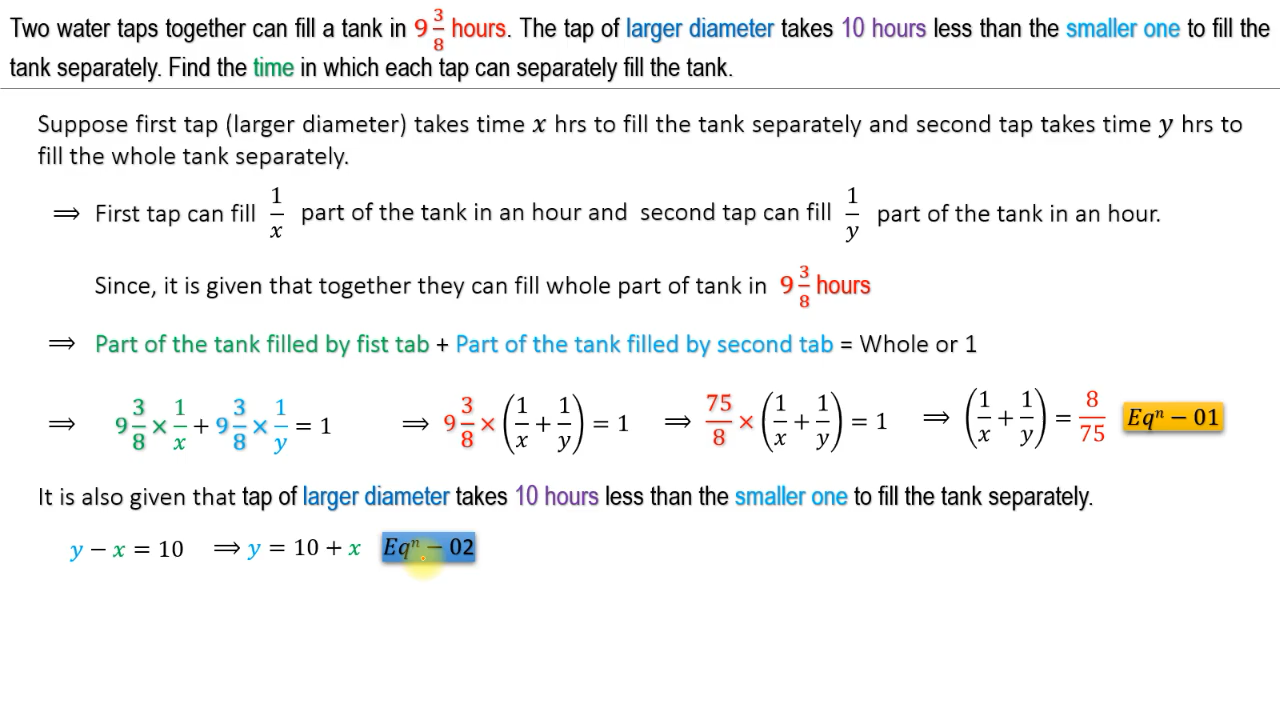 Two water taps together can fill a tank in 9 3/8 hours. The tap of larger diameter takes 10 hours less than the smaller one to fill the
tank separately. Find the time in which each tap can separately fill the tank.
Suppose first tap (larger diameter) takes time x hrs to fill the tank separately and second tap takes time y hrs to
fill the whole tank separately.
⟹ First tap can fill 1/x part of the tank in an hour and second tap can fill 1/y part of the tank in an hour.
Since, it is given that together they can fill whole part of tank in 9 3/8 hours
⟹ Part of the tank filled by fist tab + Part of the tank filled by second tab = Whole or 1
⟹ 9 3/8 × 1/x + 9 3/8 × 1/y = 1 ⟹ 9 3/8 × (1/x + 1/y) = 1 ⟹ 75/8 × (1/x + 1/y) = 1 ⟹ (1/x + 1/y) = 8/75 Eqⁿ − 01
It is also given that tap of larger diameter takes 10 hours less than the smaller one to fill the tank separately.
y − x = 10 ⟹ y = 10 + x Eqⁿ − 02